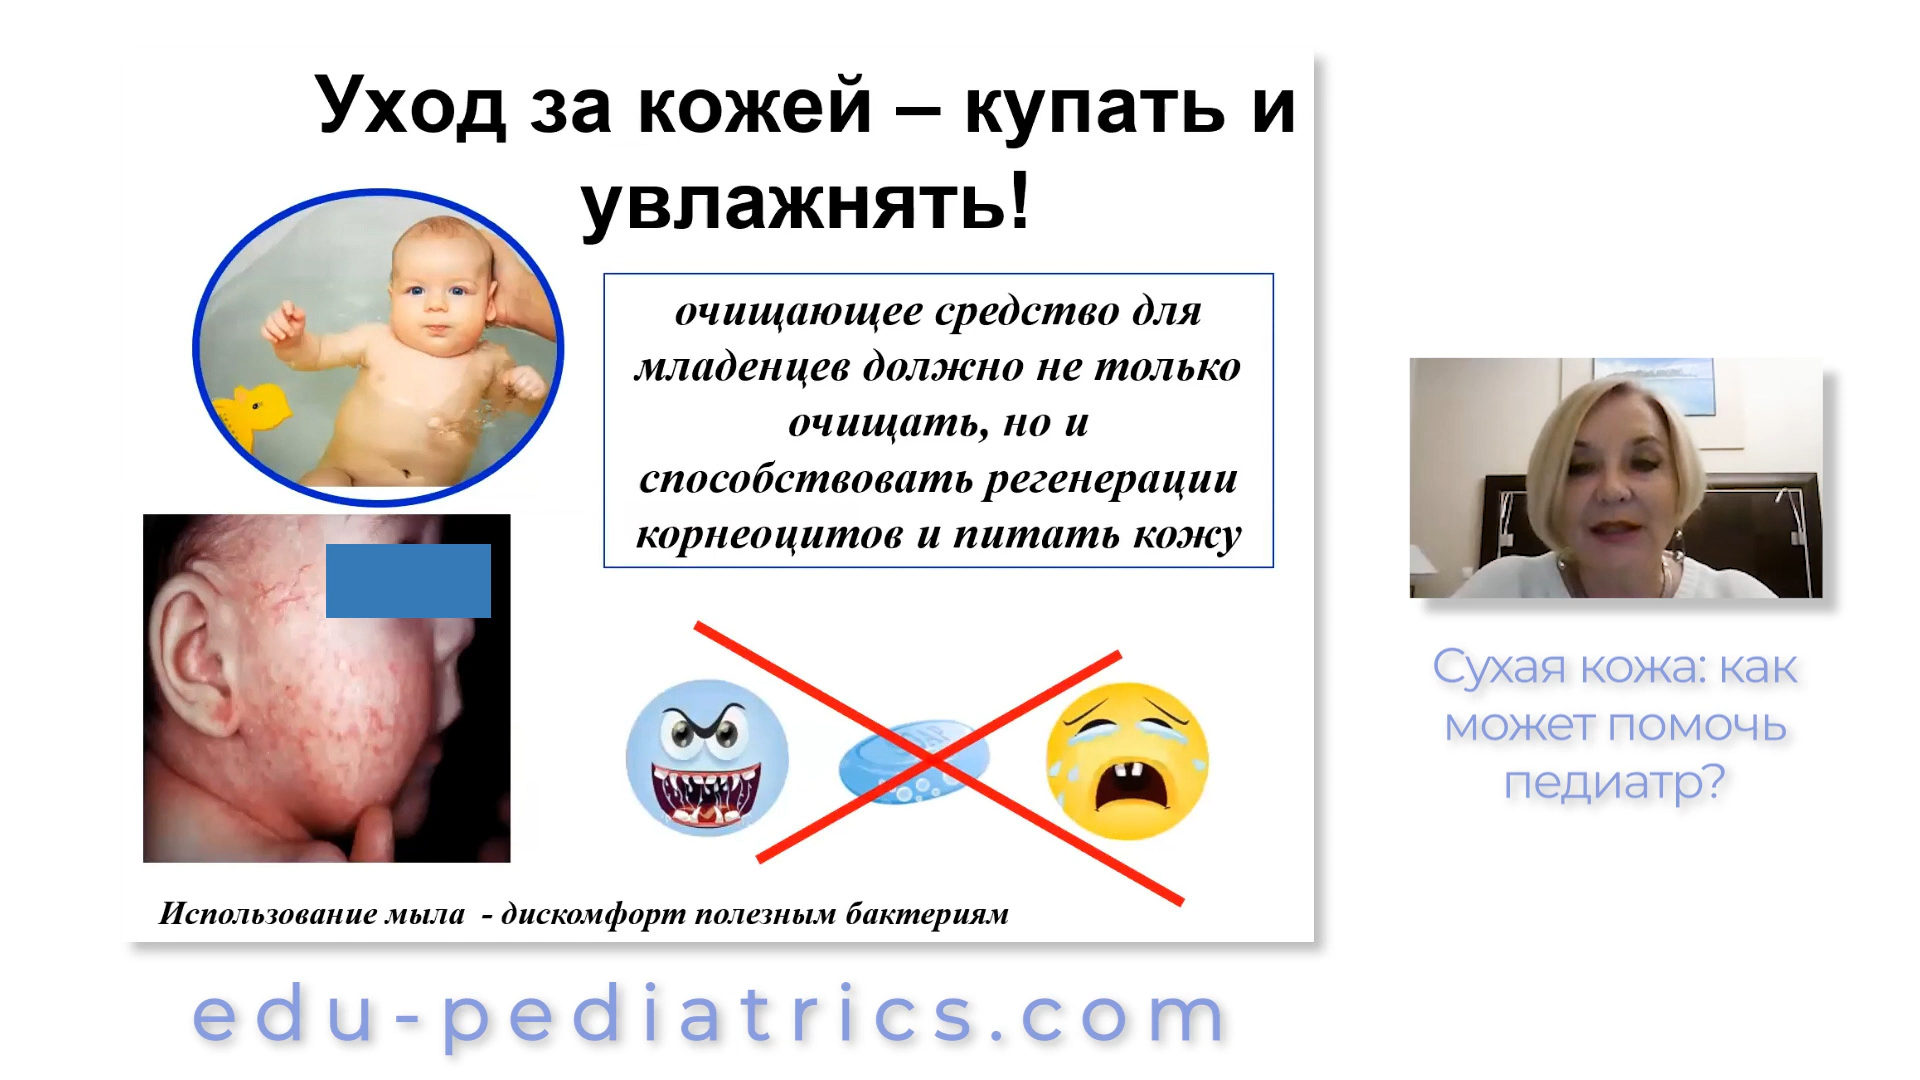 Уход за кожей – купать и
увлажнять!
очищающее средство для
младенцев должно не только
очищать, но и
способствовать регенерации
корнеоцитов и питать кожу
Использование мыла - дискомфорт полезным бактериям
Сухая кожа: как
может помочь
педиатр?
edu-pediatrics.com